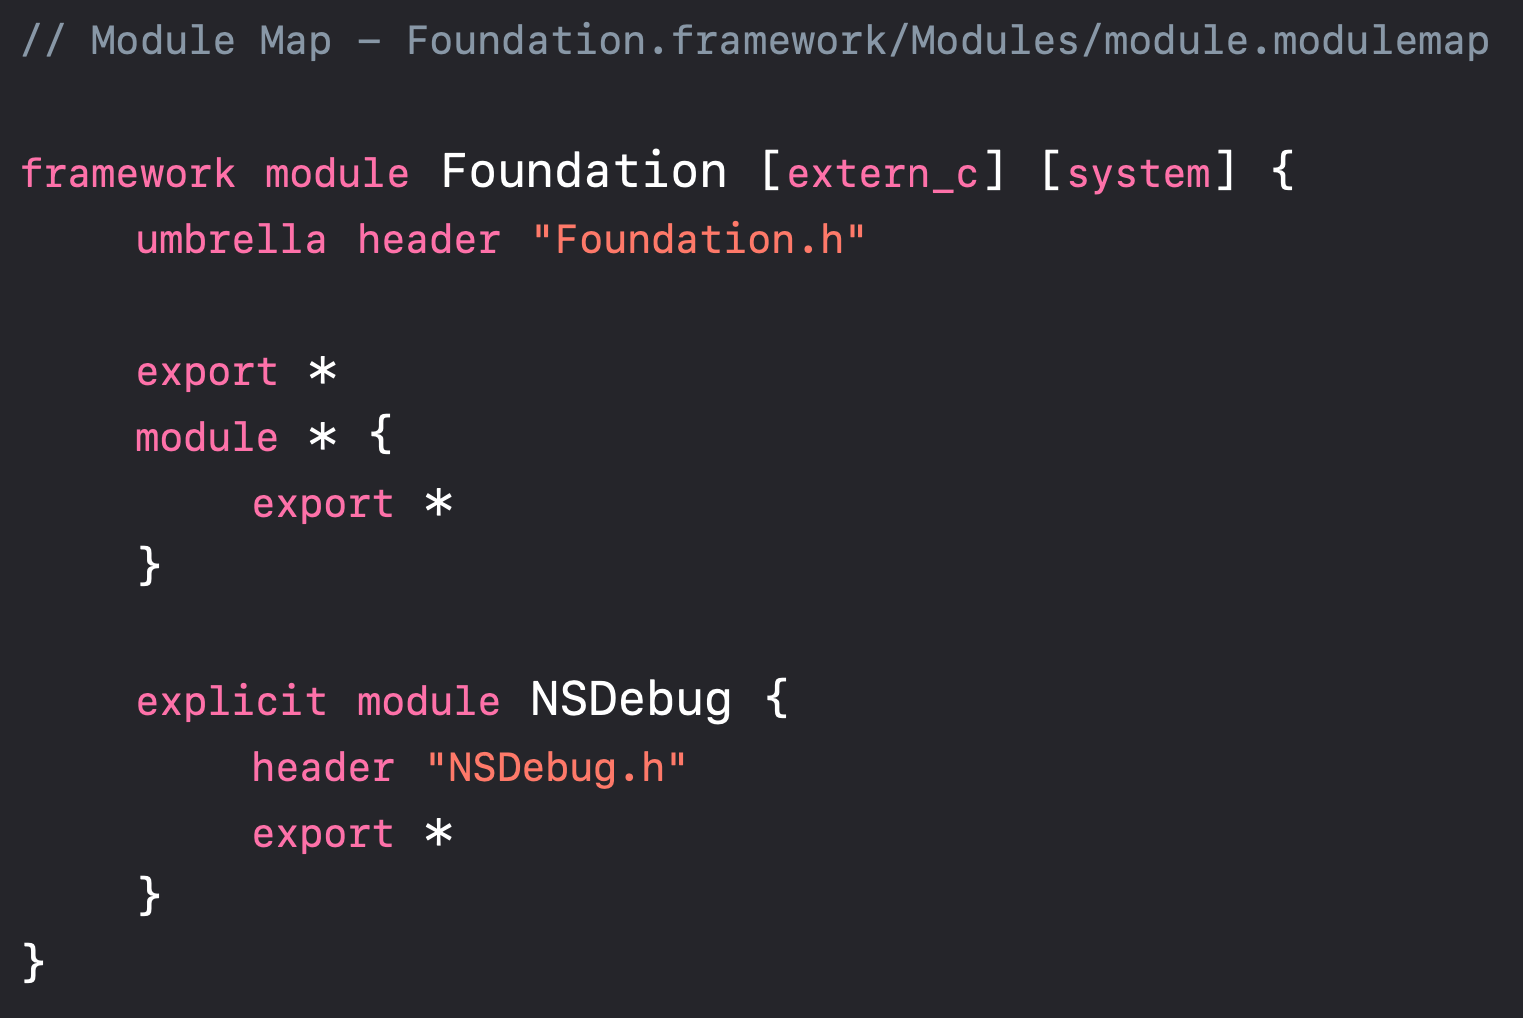 // Module Map – Foundation.framework/Modules/module.modulemap
framework module Foundation [extern_c] [system] {
umbrella header "Foundation.h"
export *
module * {
export *
}
explicit module NSDebug {
header "NSDebug.h"
export *
}
}